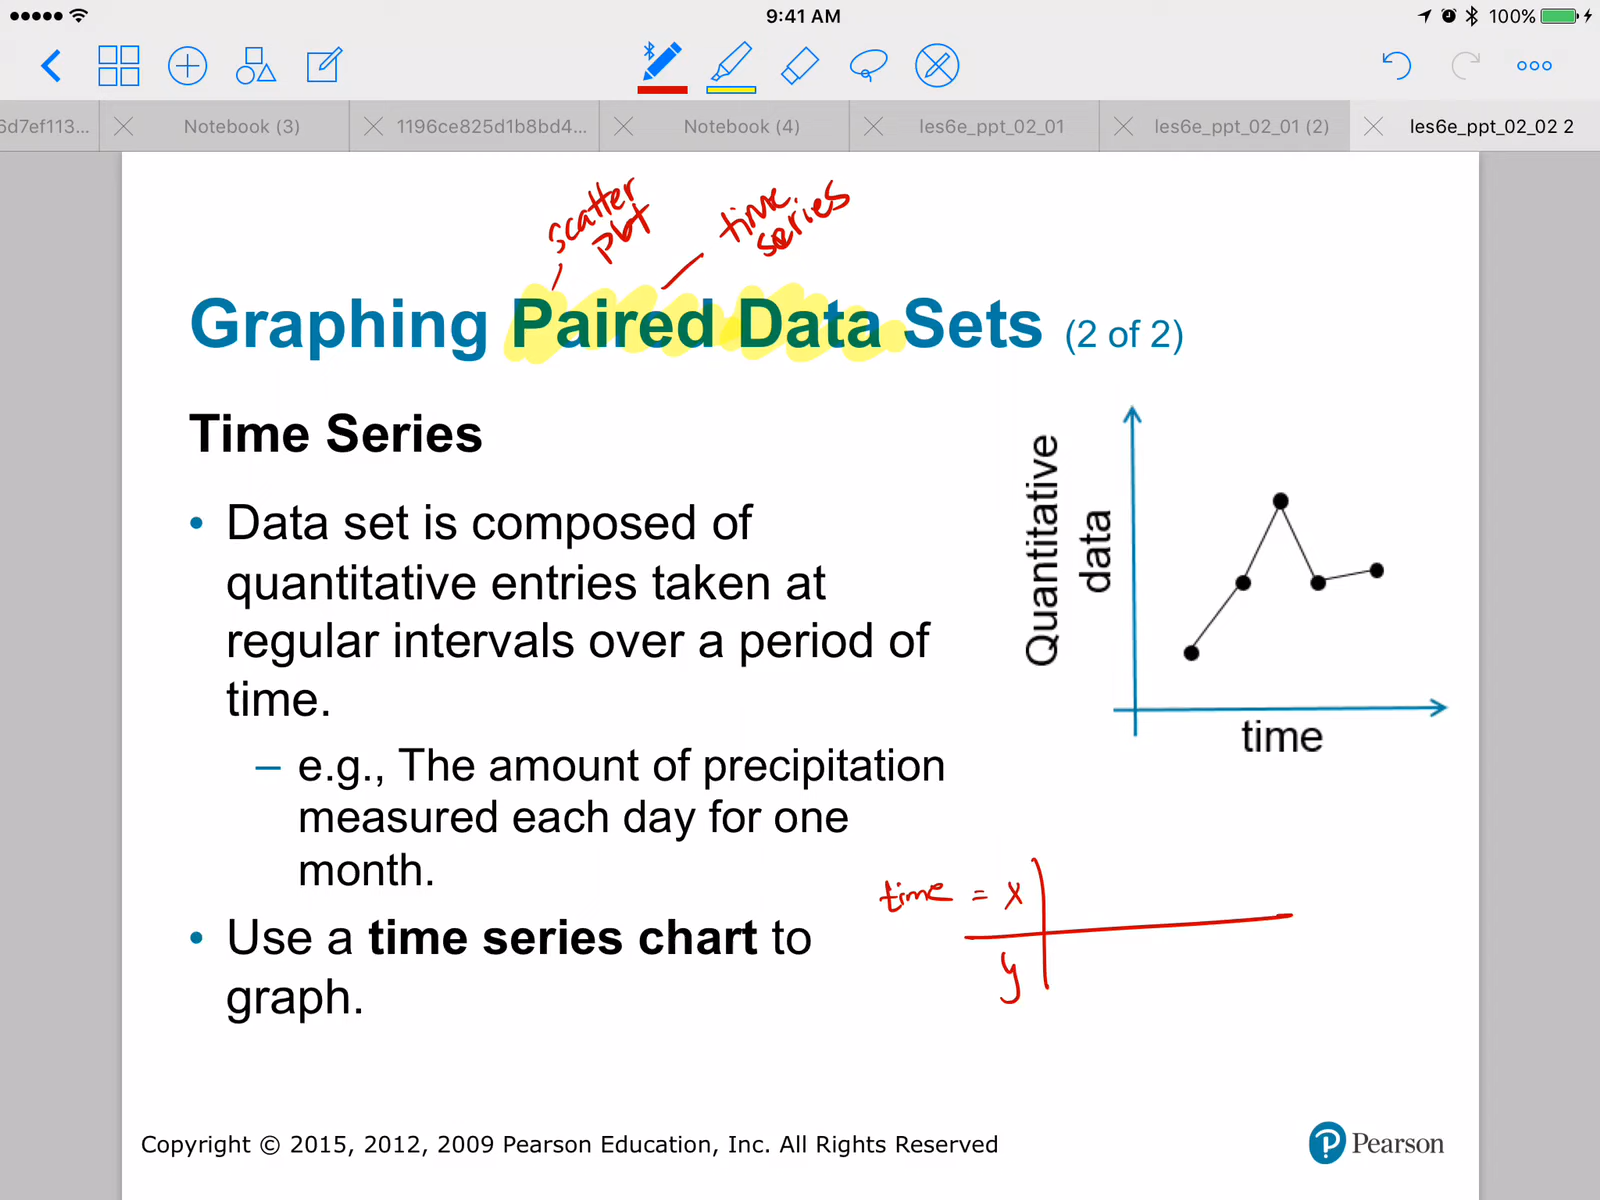 9:41 AM
100%
6d7ef113...
Notebook (3)
1196ce825d1b8bd4...
Notebook (4)
les6e_ppt_02_01
les6e_ppt_02_01 (2)
les6e_ppt_02_02 2
scatter
plot
time
series
Graphing Paired Data Sets (2 of 2)
Time Series
• Data set is composed of
quantitative entries taken at
regular intervals over a period of
time.
– e.g., The amount of precipitation
measured each day for one
month.
• Use a time series chart to
graph.
Quantitative
data
time
time = x
y
Copyright © 2015, 2012, 2009 Pearson Education, Inc. All Rights Reserved
Pearson